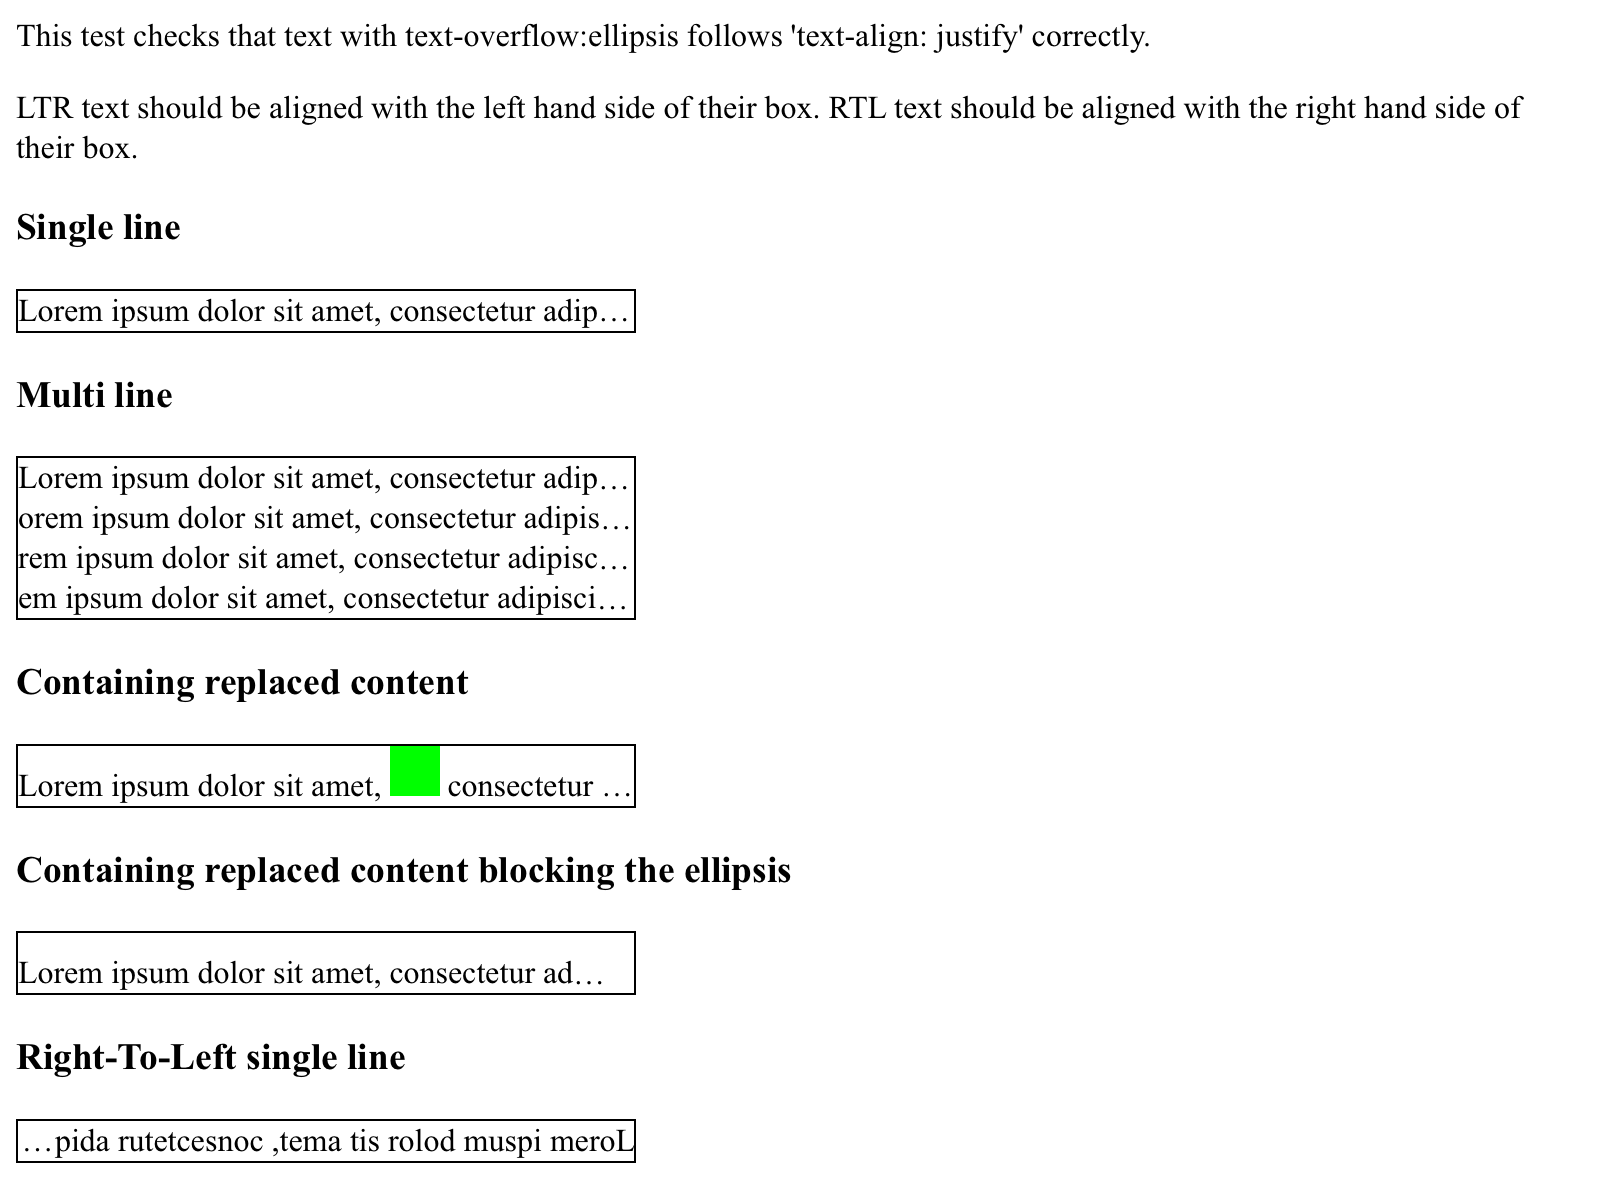 This test checks that text with text-overflow:ellipsis follows 'text-align: justify' correctly.
LTR text should be aligned with the left hand side of their box. RTL text should be aligned with the right hand side of
their box.
Single line
Lorem ipsum dolor sit amet, consectetur adip…
Multi line
Lorem ipsum dolor sit amet, consectetur adip…
orem ipsum dolor sit amet, consectetur adipis…
rem ipsum dolor sit amet, consectetur adipisc…
em ipsum dolor sit amet, consectetur adipisci…
Containing replaced content
Lorem ipsum dolor sit amet, consectetur …
Containing replaced content blocking the ellipsis
Lorem ipsum dolor sit amet, consectetur ad…
Right-To-Left single line
…pida rutetcesnoc ,tema tis rolod muspi meroL